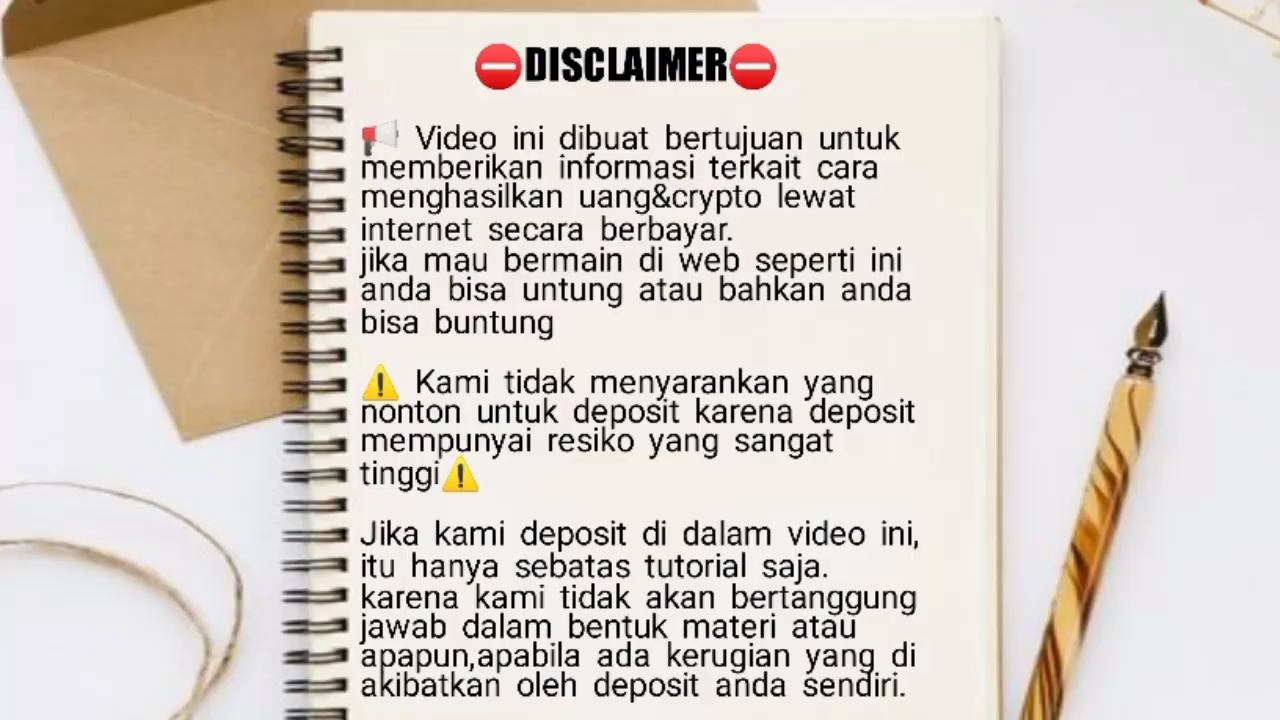 ⛔DISCLAIMER⛔
📢 Video ini dibuat bertujuan untuk
memberikan informasi terkait cara
menghasilkan uang&crypto lewat
internet secara berbayar.
jika mau bermain di web seperti ini
anda bisa untung atau bahkan anda
bisa buntung
⚠️ Kami tidak menyarankan yang
nonton untuk deposit karena deposit
mempunyai resiko yang sangat
tinggi⚠️
Jika kami deposit di dalam video ini,
itu hanya sebatas tutorial saja.
karena kami tidak akan bertanggung
jawab dalam bentuk materi atau
apapun,apabila ada kerugian yang di
akibatkan oleh deposit anda sendiri.